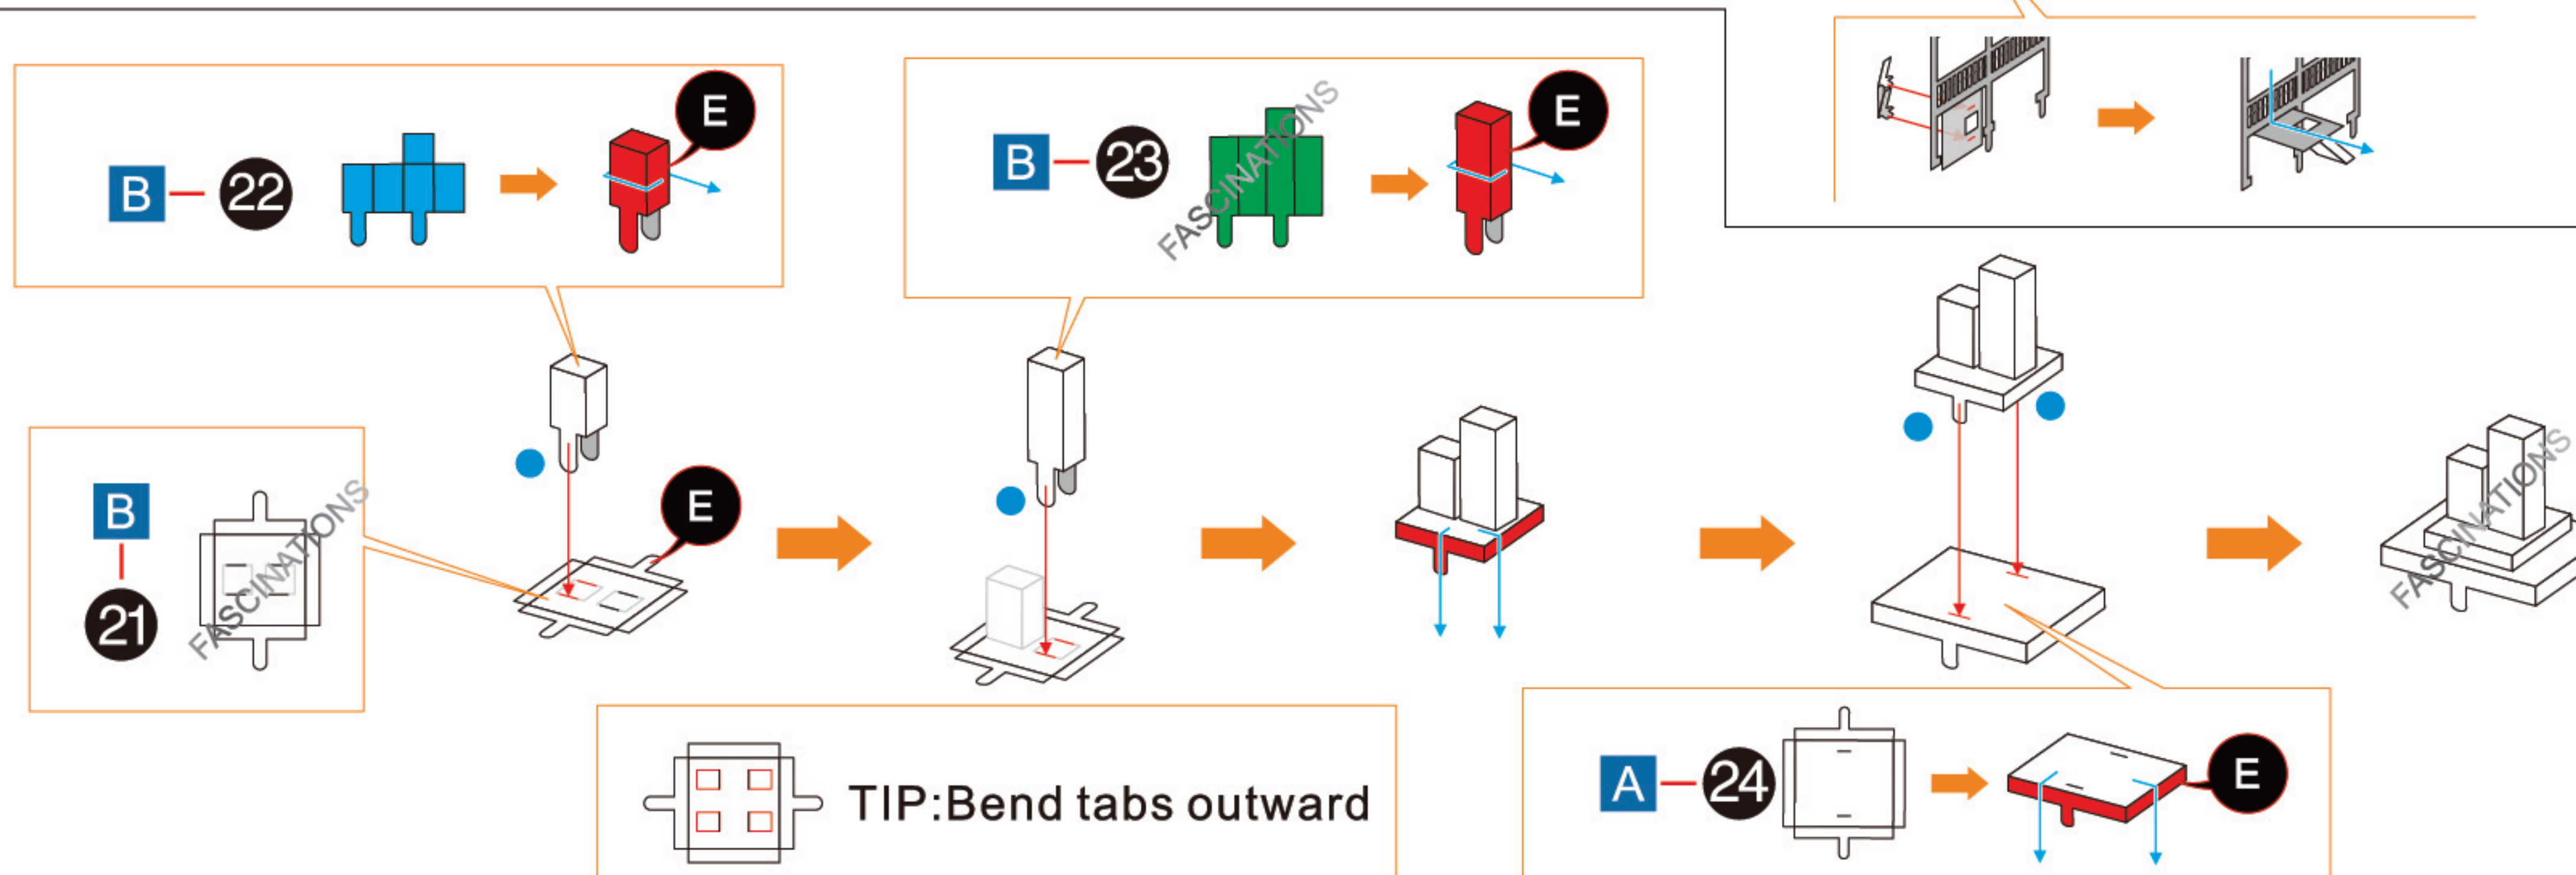 E
B 22
FASCINATIONS
E
B 23
B
21
FASCINATIONS
E
FASCINATIONS
TIP:Bend tabs outward
A 24
E